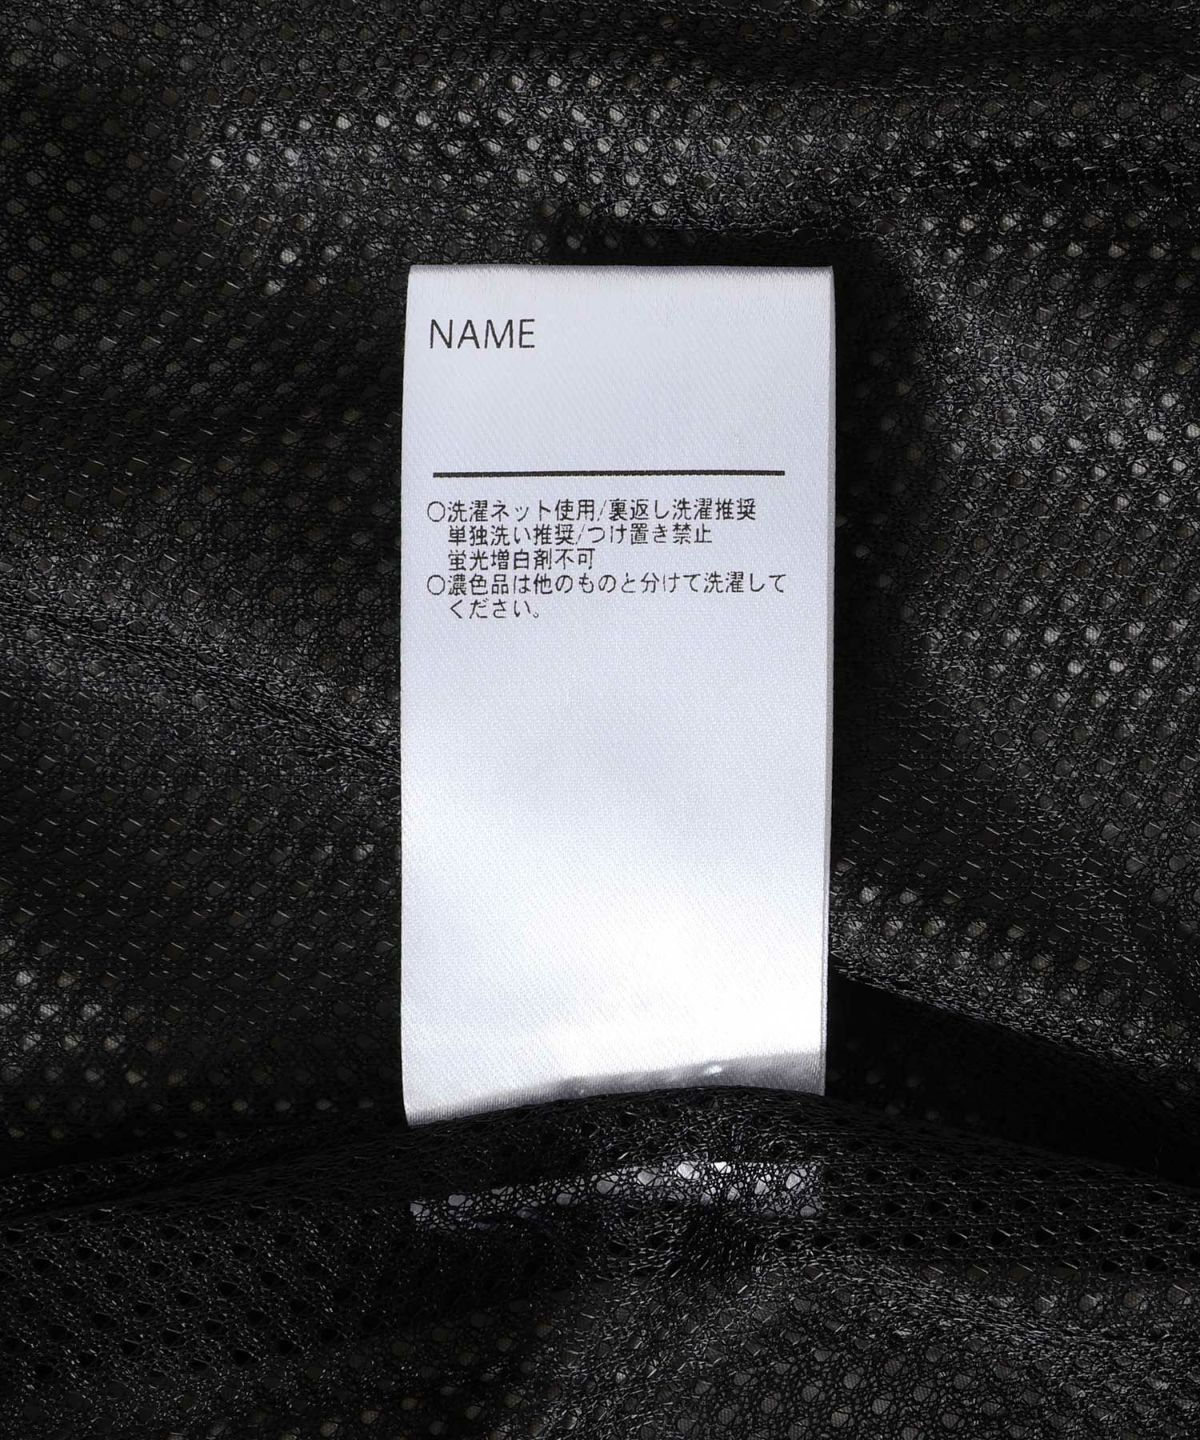 NAME
○洗濯ネット使用/裏返し洗濯推奨
単独洗い推奨/つけ置き禁止
蛍光増白剤不可
○濃色品は他のものと分けて洗濯して
ください。